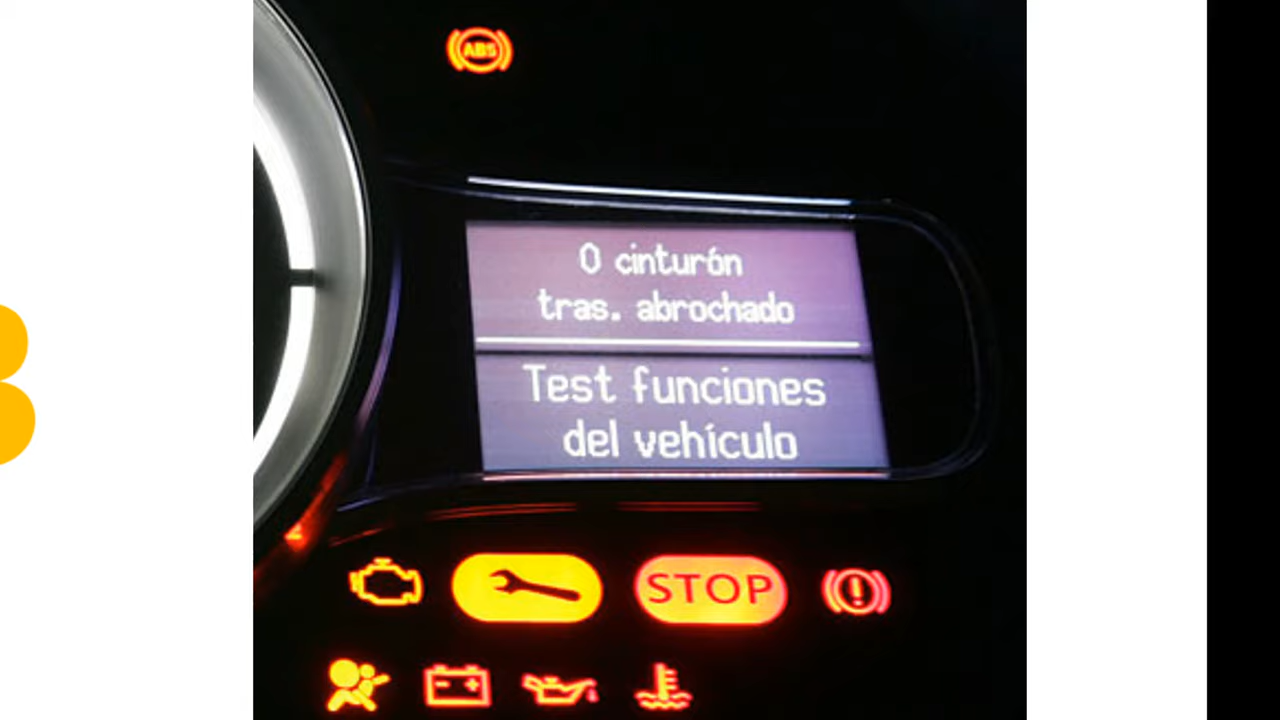 ABS
0 cinturón
tras. abrochado
Test funciones
del vehículo
STOP